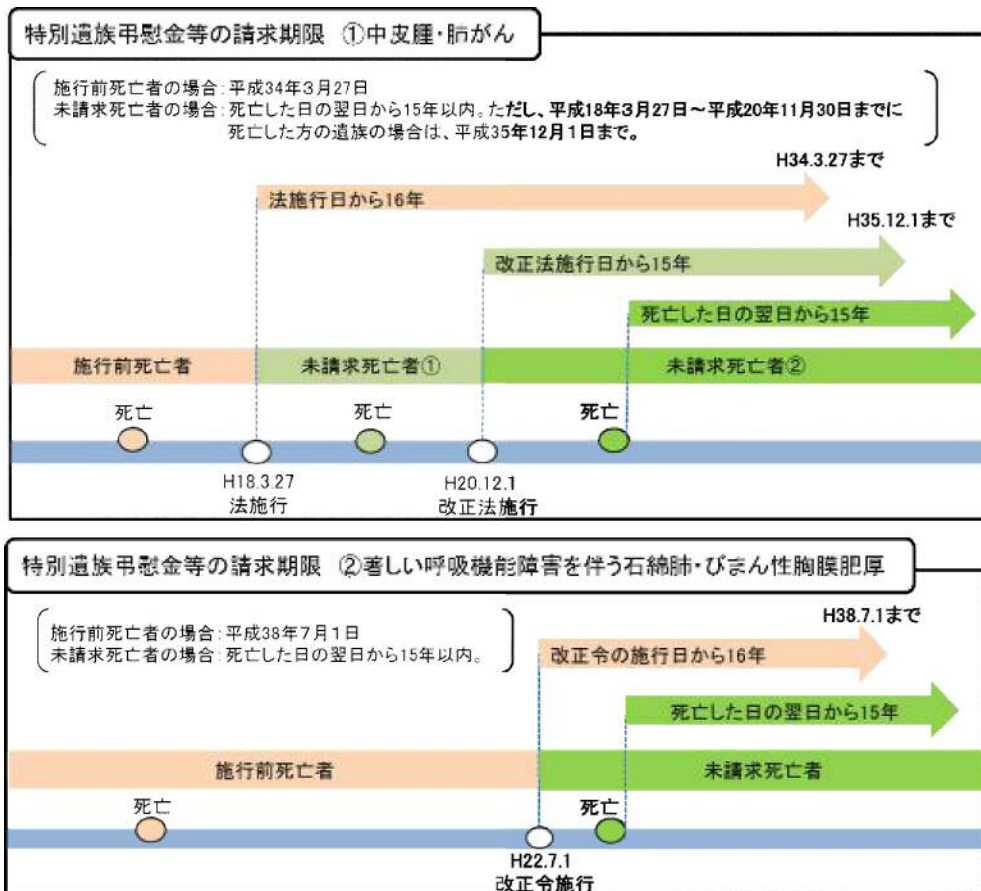 特別遺族弔慰金等の請求期限 ①中皮腫・肺がん
施行前死亡者の場合:平成34年3月27日
未請求死亡者の場合:死亡した日の翌日から15年以内。ただし、平成18年3月27日～平成20年11月30日までに
死亡した方の遺族の場合は、平成35年12月1日まで。
H34.3.27まで
法施行日から16年
H35.12.1まで
改正法施行日から15年
死亡した日の翌日から15年
施行前死亡者
未請求死亡者①
未請求死亡者②
死亡
死亡
死亡
H18.3.27
法施行
H20.12.1
改正法施行
特別遺族弔慰金等の請求期限 ②著しい呼吸機能障害を伴う石綿肺・びまん性胸膜肥厚
施行前死亡者の場合:平成38年7月1日
未請求死亡者の場合:死亡した日の翌日から15年以内。
H38.7.1まで
改正令の施行日から16年
死亡した日の翌日から15年
施行前死亡者
未請求死亡者
死亡
死亡
H22.7.1
改正令施行